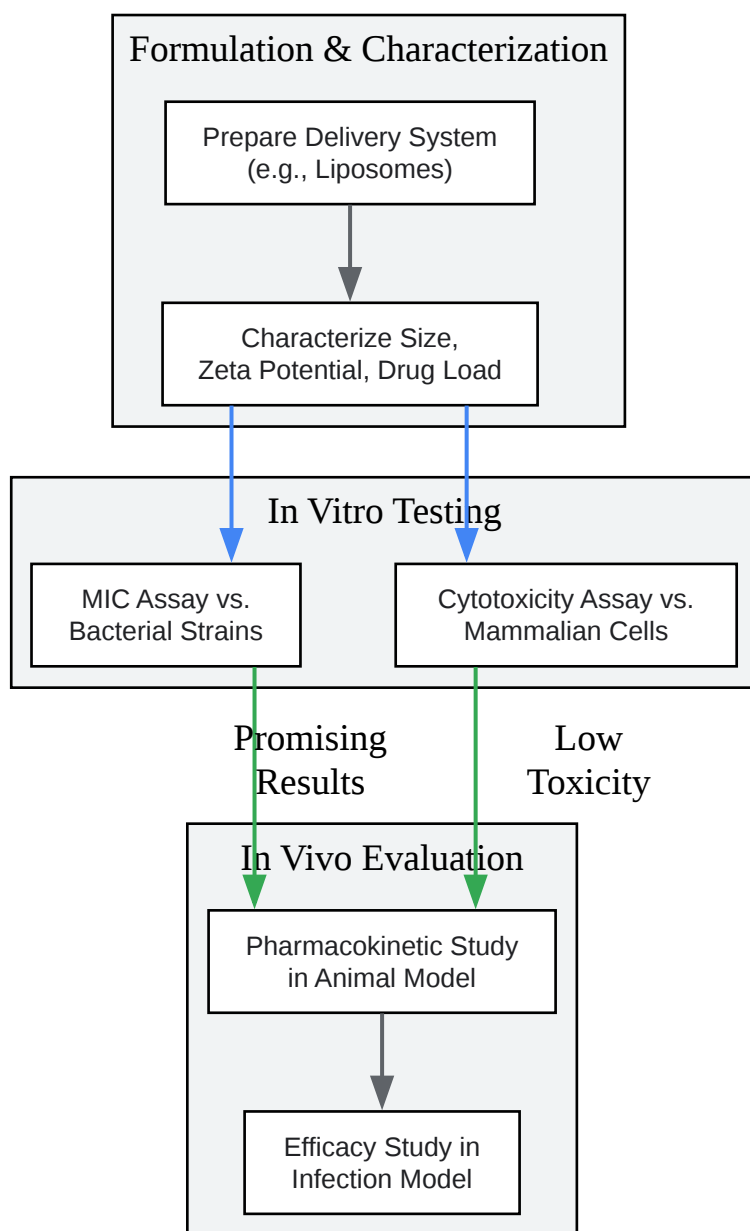 Formulation & Characterization
Prepare Delivery System
(e.g., Liposomes)
Characterize Size,
Zeta Potential, Drug Load
In Vitro Testing
MIC Assay vs.
Bacterial Strains
Cytotoxicity Assay vs.
Mammalian Cells
Promising
Results
Low
Toxicity
In Vivo Evaluation
Pharmacokinetic Study
in Animal Model
Efficacy Study in
Infection Model